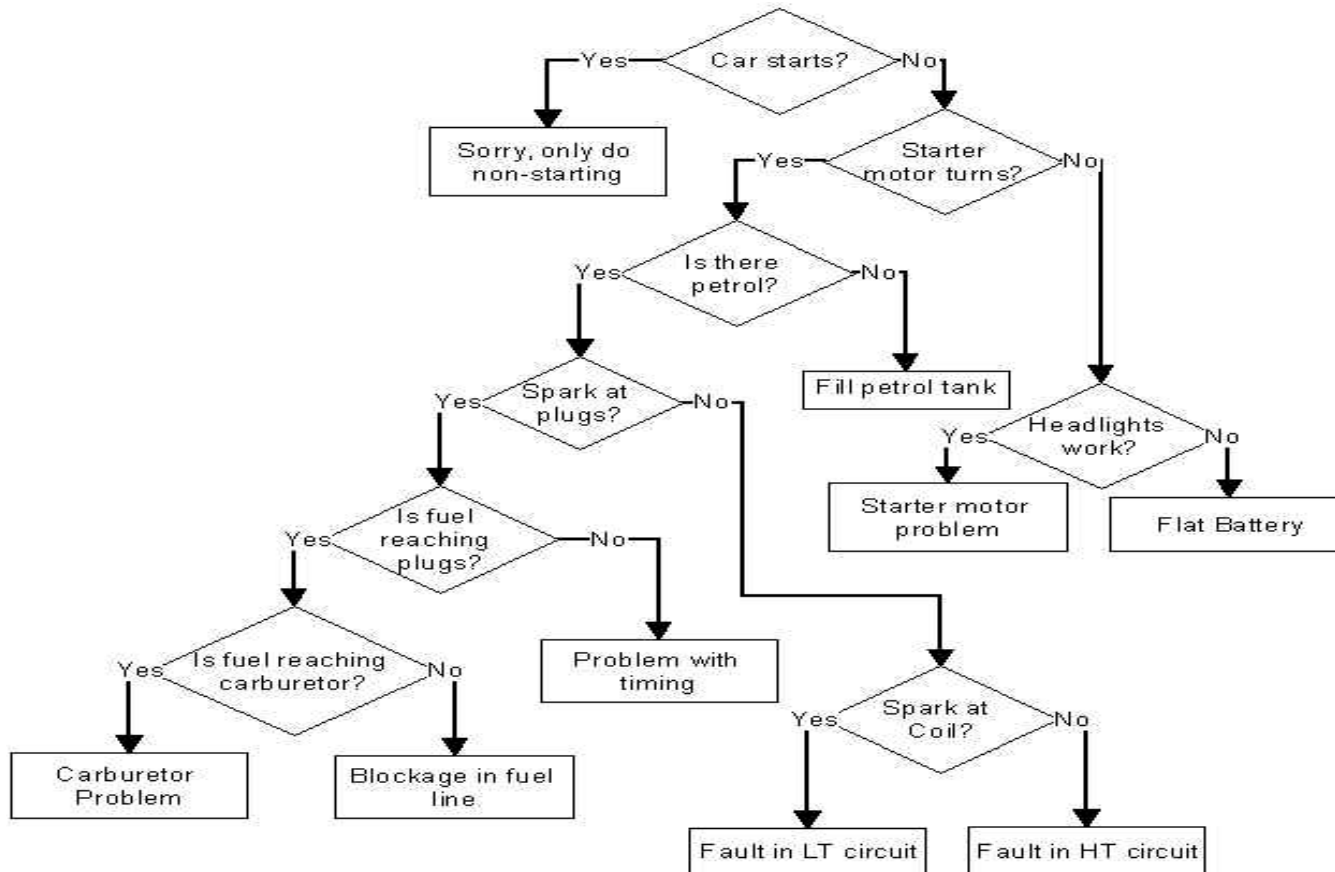 Yes
Car starts?
No
Sorry, only do
non-starting
Yes
Starter
motor turns?
No
Yes
Is there
petrol?
No
Fill petrol tank
Yes
Spark at
plugs?
No
Yes
Headlights
work?
No
Starter motor
problem
Flat Battery
Yes
Is fuel
reaching
plugs?
No
Yes
Is fuel reaching
carburetor?
No
Problem with
timing
Yes
Spark at
Coil?
No
Carburetor
Problem
Blockage in fuel
line
Fault in LT circuit
Fault in HT circuit